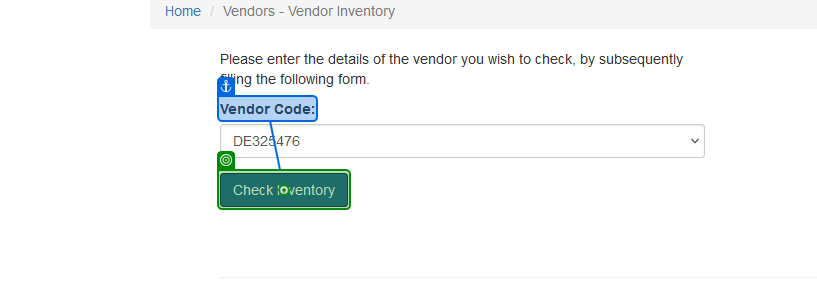 Home / Vendors - Vendor Inventory
Please enter the details of the vendor you wish to check, by subsequently
filling the following form.
Vendor Code:
DE325476
Check Inventory